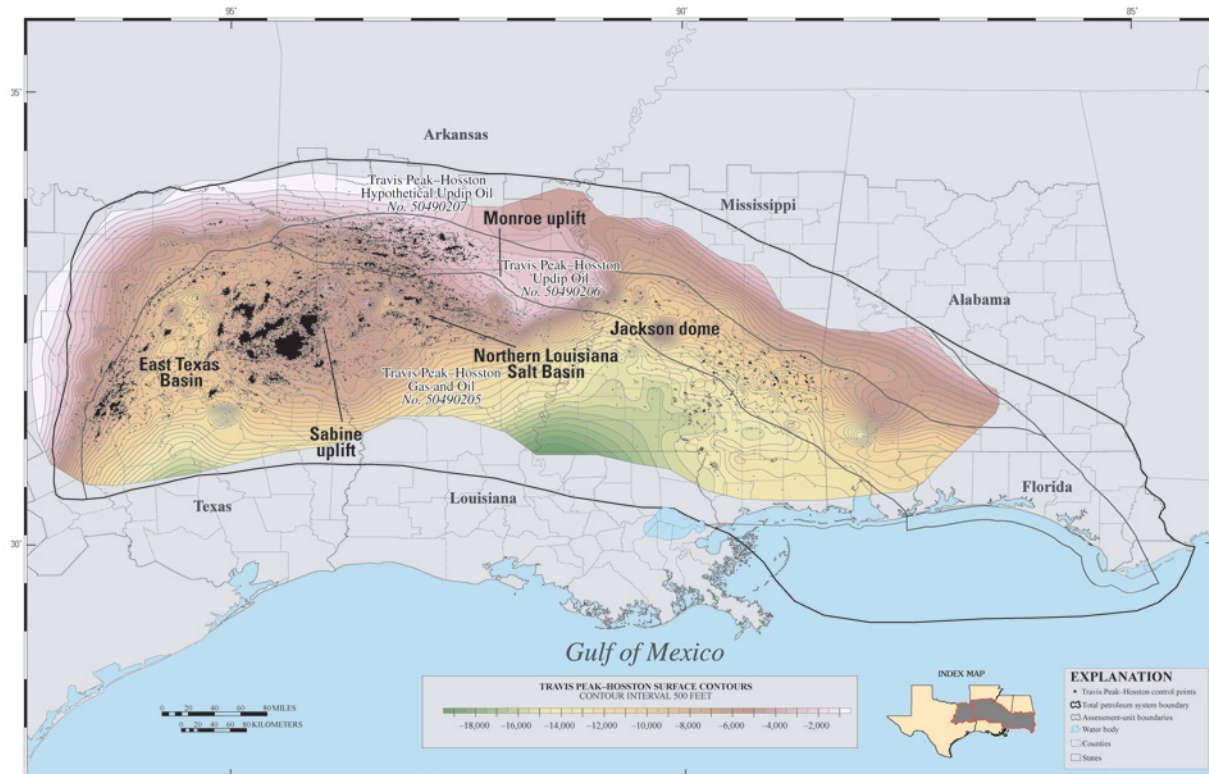 95°
90°
85°
35°
30°
Arkansas
Travis Peak–Hosston
Hypothetical Updip Oil
No. 50490207
Monroe uplift
Mississippi
Travis Peak–Hosston
Updip Oil
No. 50490206
Alabama
Jackson dome
East Texas
Basin
Northern Louisiana
Salt Basin
Travis Peak–Hosston
Gas and Oil
No. 50490205
Sabine
uplift
Texas
Louisiana
Florida
Gulf of Mexico
TRAVIS PEAK–HOSSTON SURFACE CONTOURS
CONTOUR INTERVAL 500 FEET
–18,000 –16,000 –14,000 –12,000 –10,000 –8,000 –6,000 –4,000 –2,000
0 20 40 60 80 MILES
0 20 40 60 80 KILOMETERS
INDEX MAP
EXPLANATION
Travis Peak–Hosston control points
Total petroleum system boundary
Assessment-unit boundaries
Water body
Counties
States